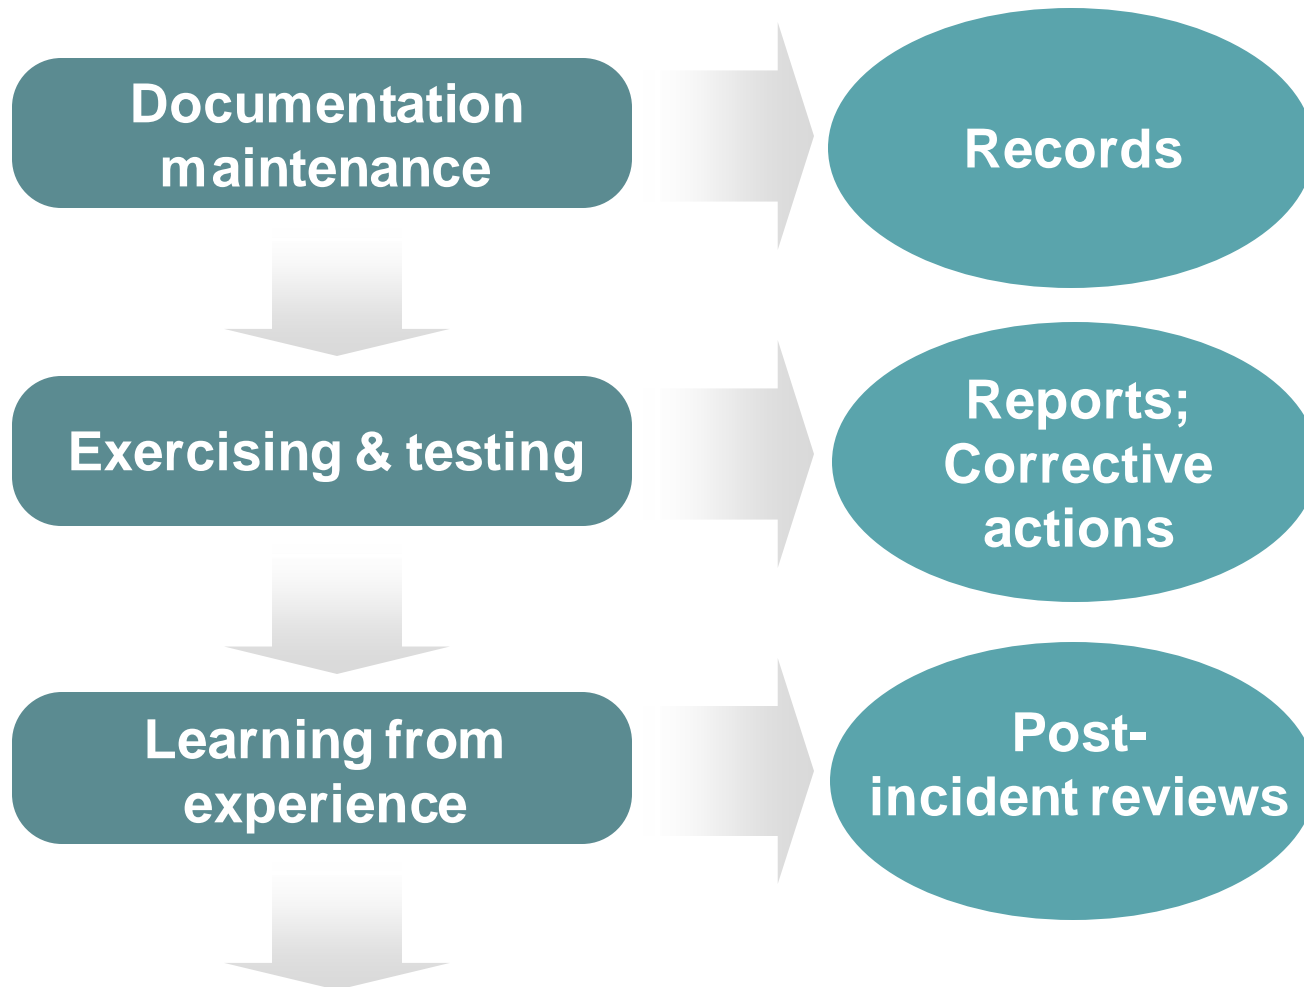 Documentation
maintenance
Records
Exercising & testing
Reports;
Corrective
actions
Learning from
experience
Post-
incident reviews